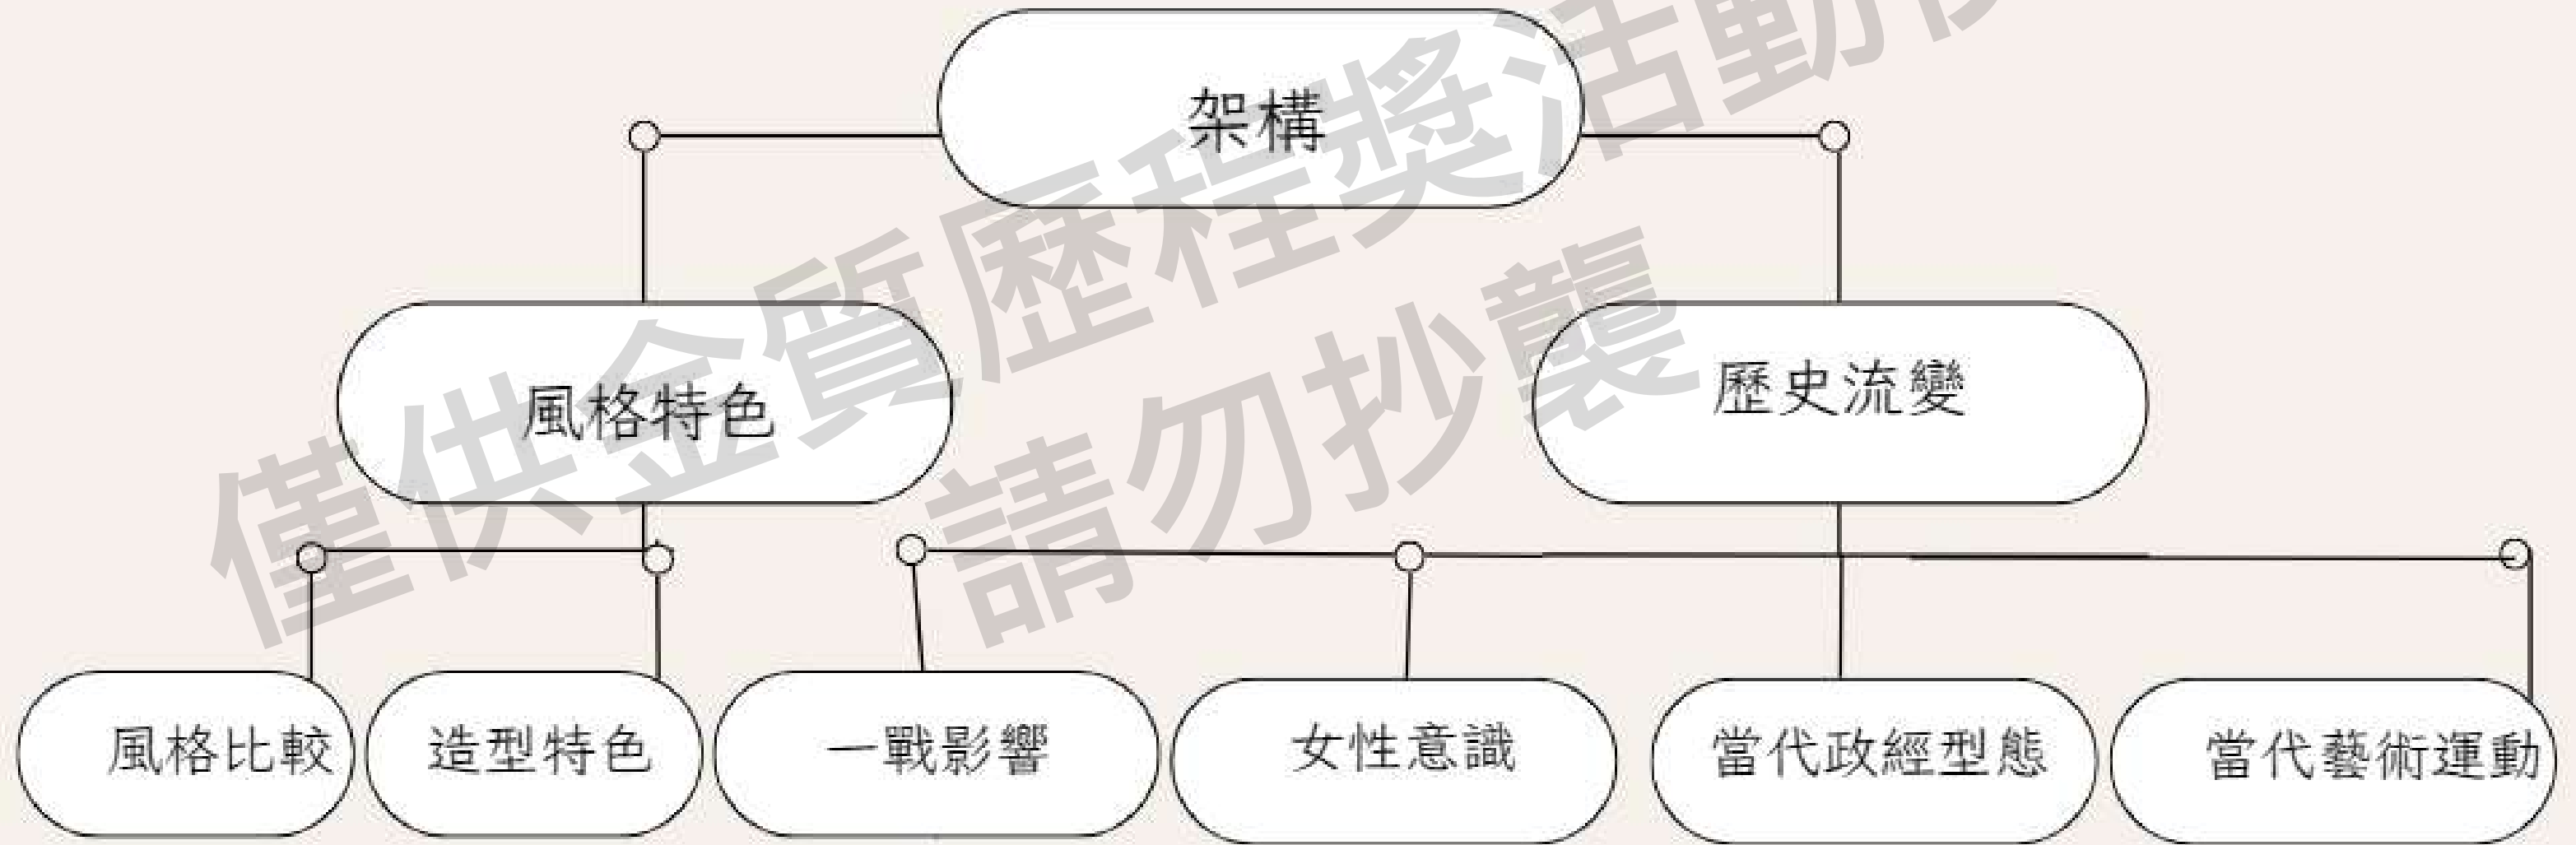 架構
風格特色
歷史流變
風格比較
造型特色
一戰影響
女性意識
當代政經型態
當代藝術運動
僅供金質歷程獎活動
請勿抄襲